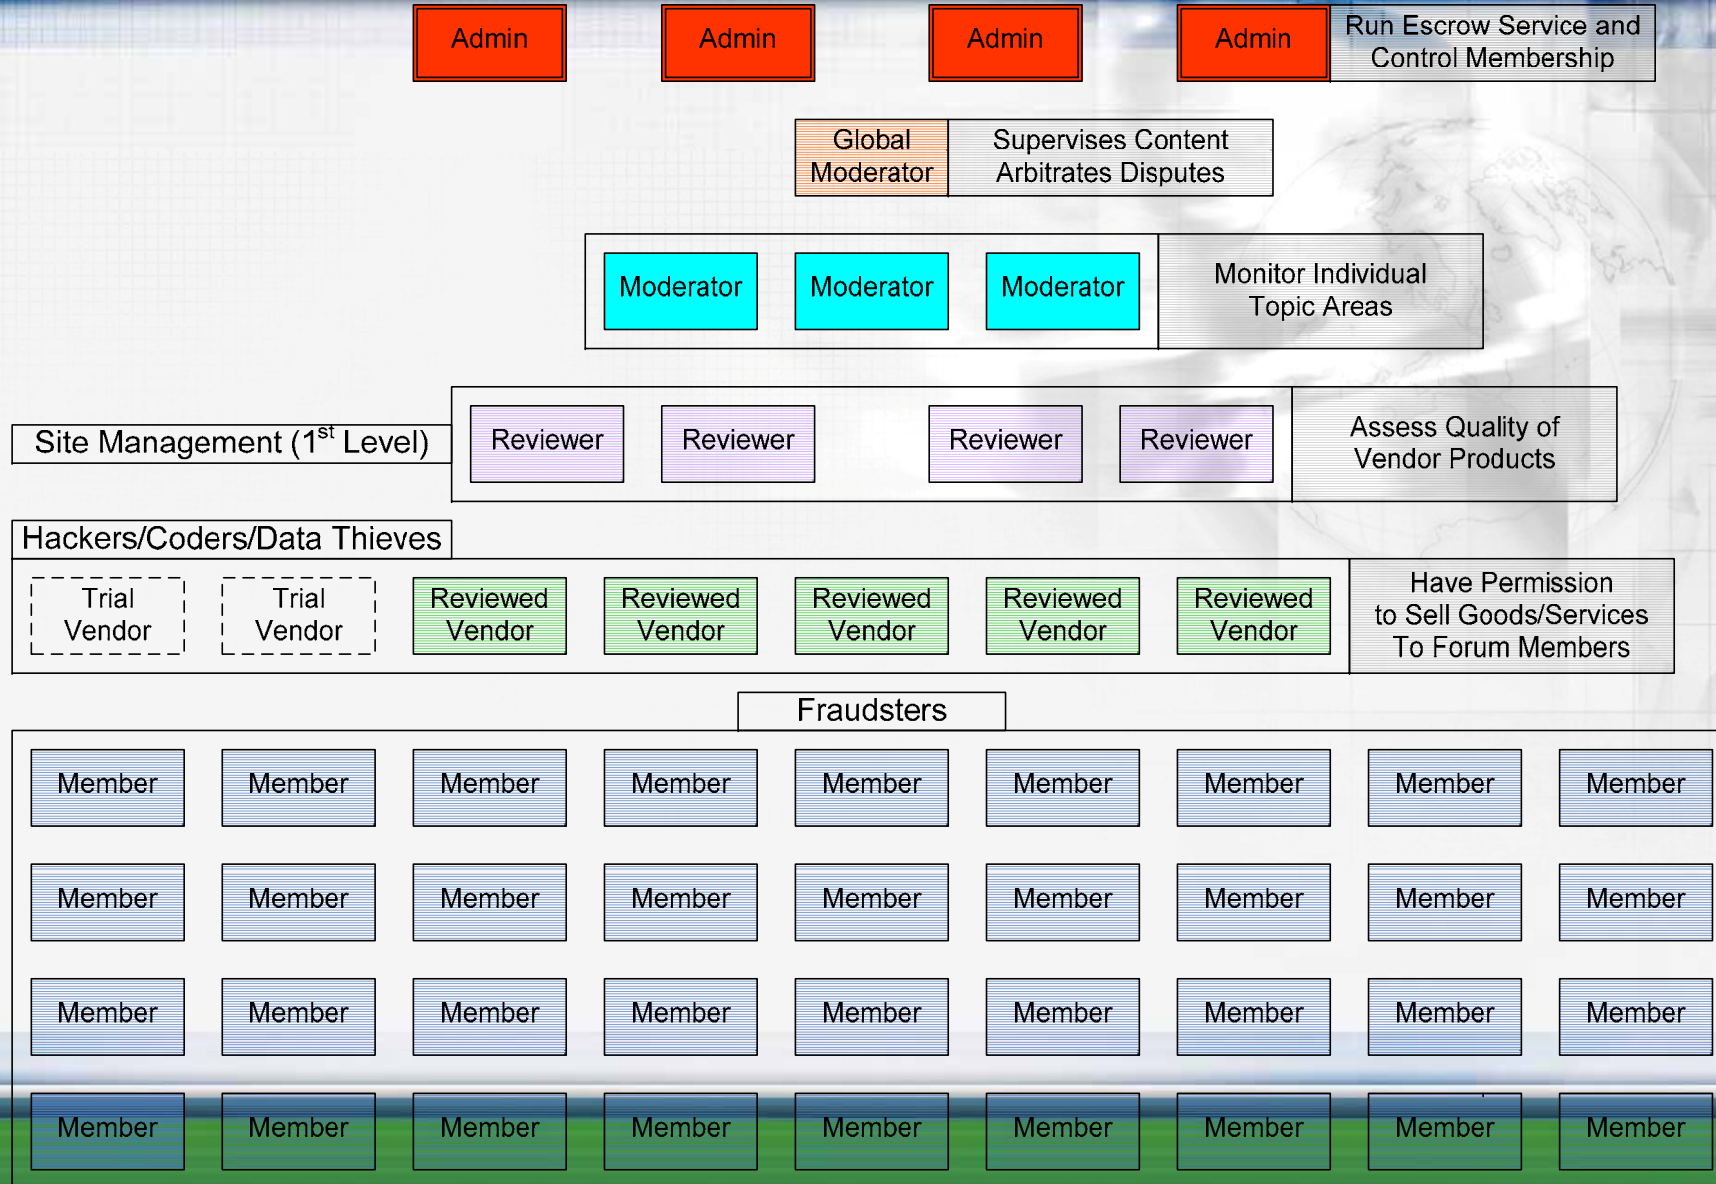 Admin Admin Admin Admin Run Escrow Service and
Control Membership
Global Supervises Content
Moderator Arbitrates Disputes
Moderator Moderator Moderator Monitor Individual
Topic Areas
Site Management (1st Level) Reviewer Reviewer Reviewer Reviewer Assess Quality of
Vendor Products
Hackers/Coders/Data Thieves
Trial Trial Reviewed Reviewed Reviewed Reviewed Reviewed Have Permission
Vendor Vendor Vendor Vendor Vendor Vendor Vendor to Sell Goods/Services
To Forum Members
Fraudsters
Member Member Member Member Member Member Member Member Member
Member Member Member Member Member Member Member Member Member
Member Member Member Member Member Member Member Member Member
Member Member Member Member Member Member Member Member Member